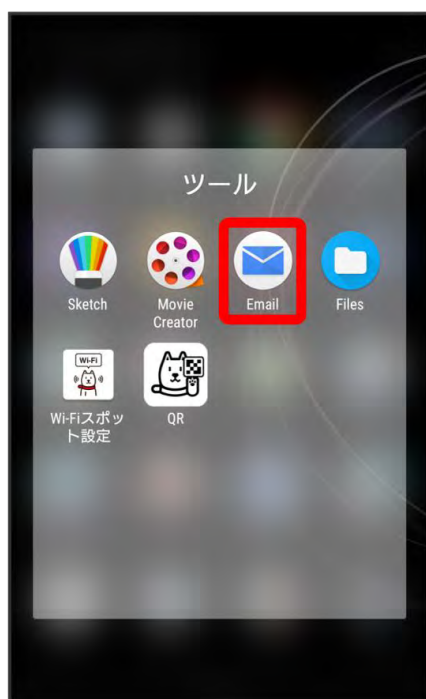 ツール
Sketch
Movie
Creator
Email
Files
Wi-Fi
Wi-Fiスポッ
ト設定
QR